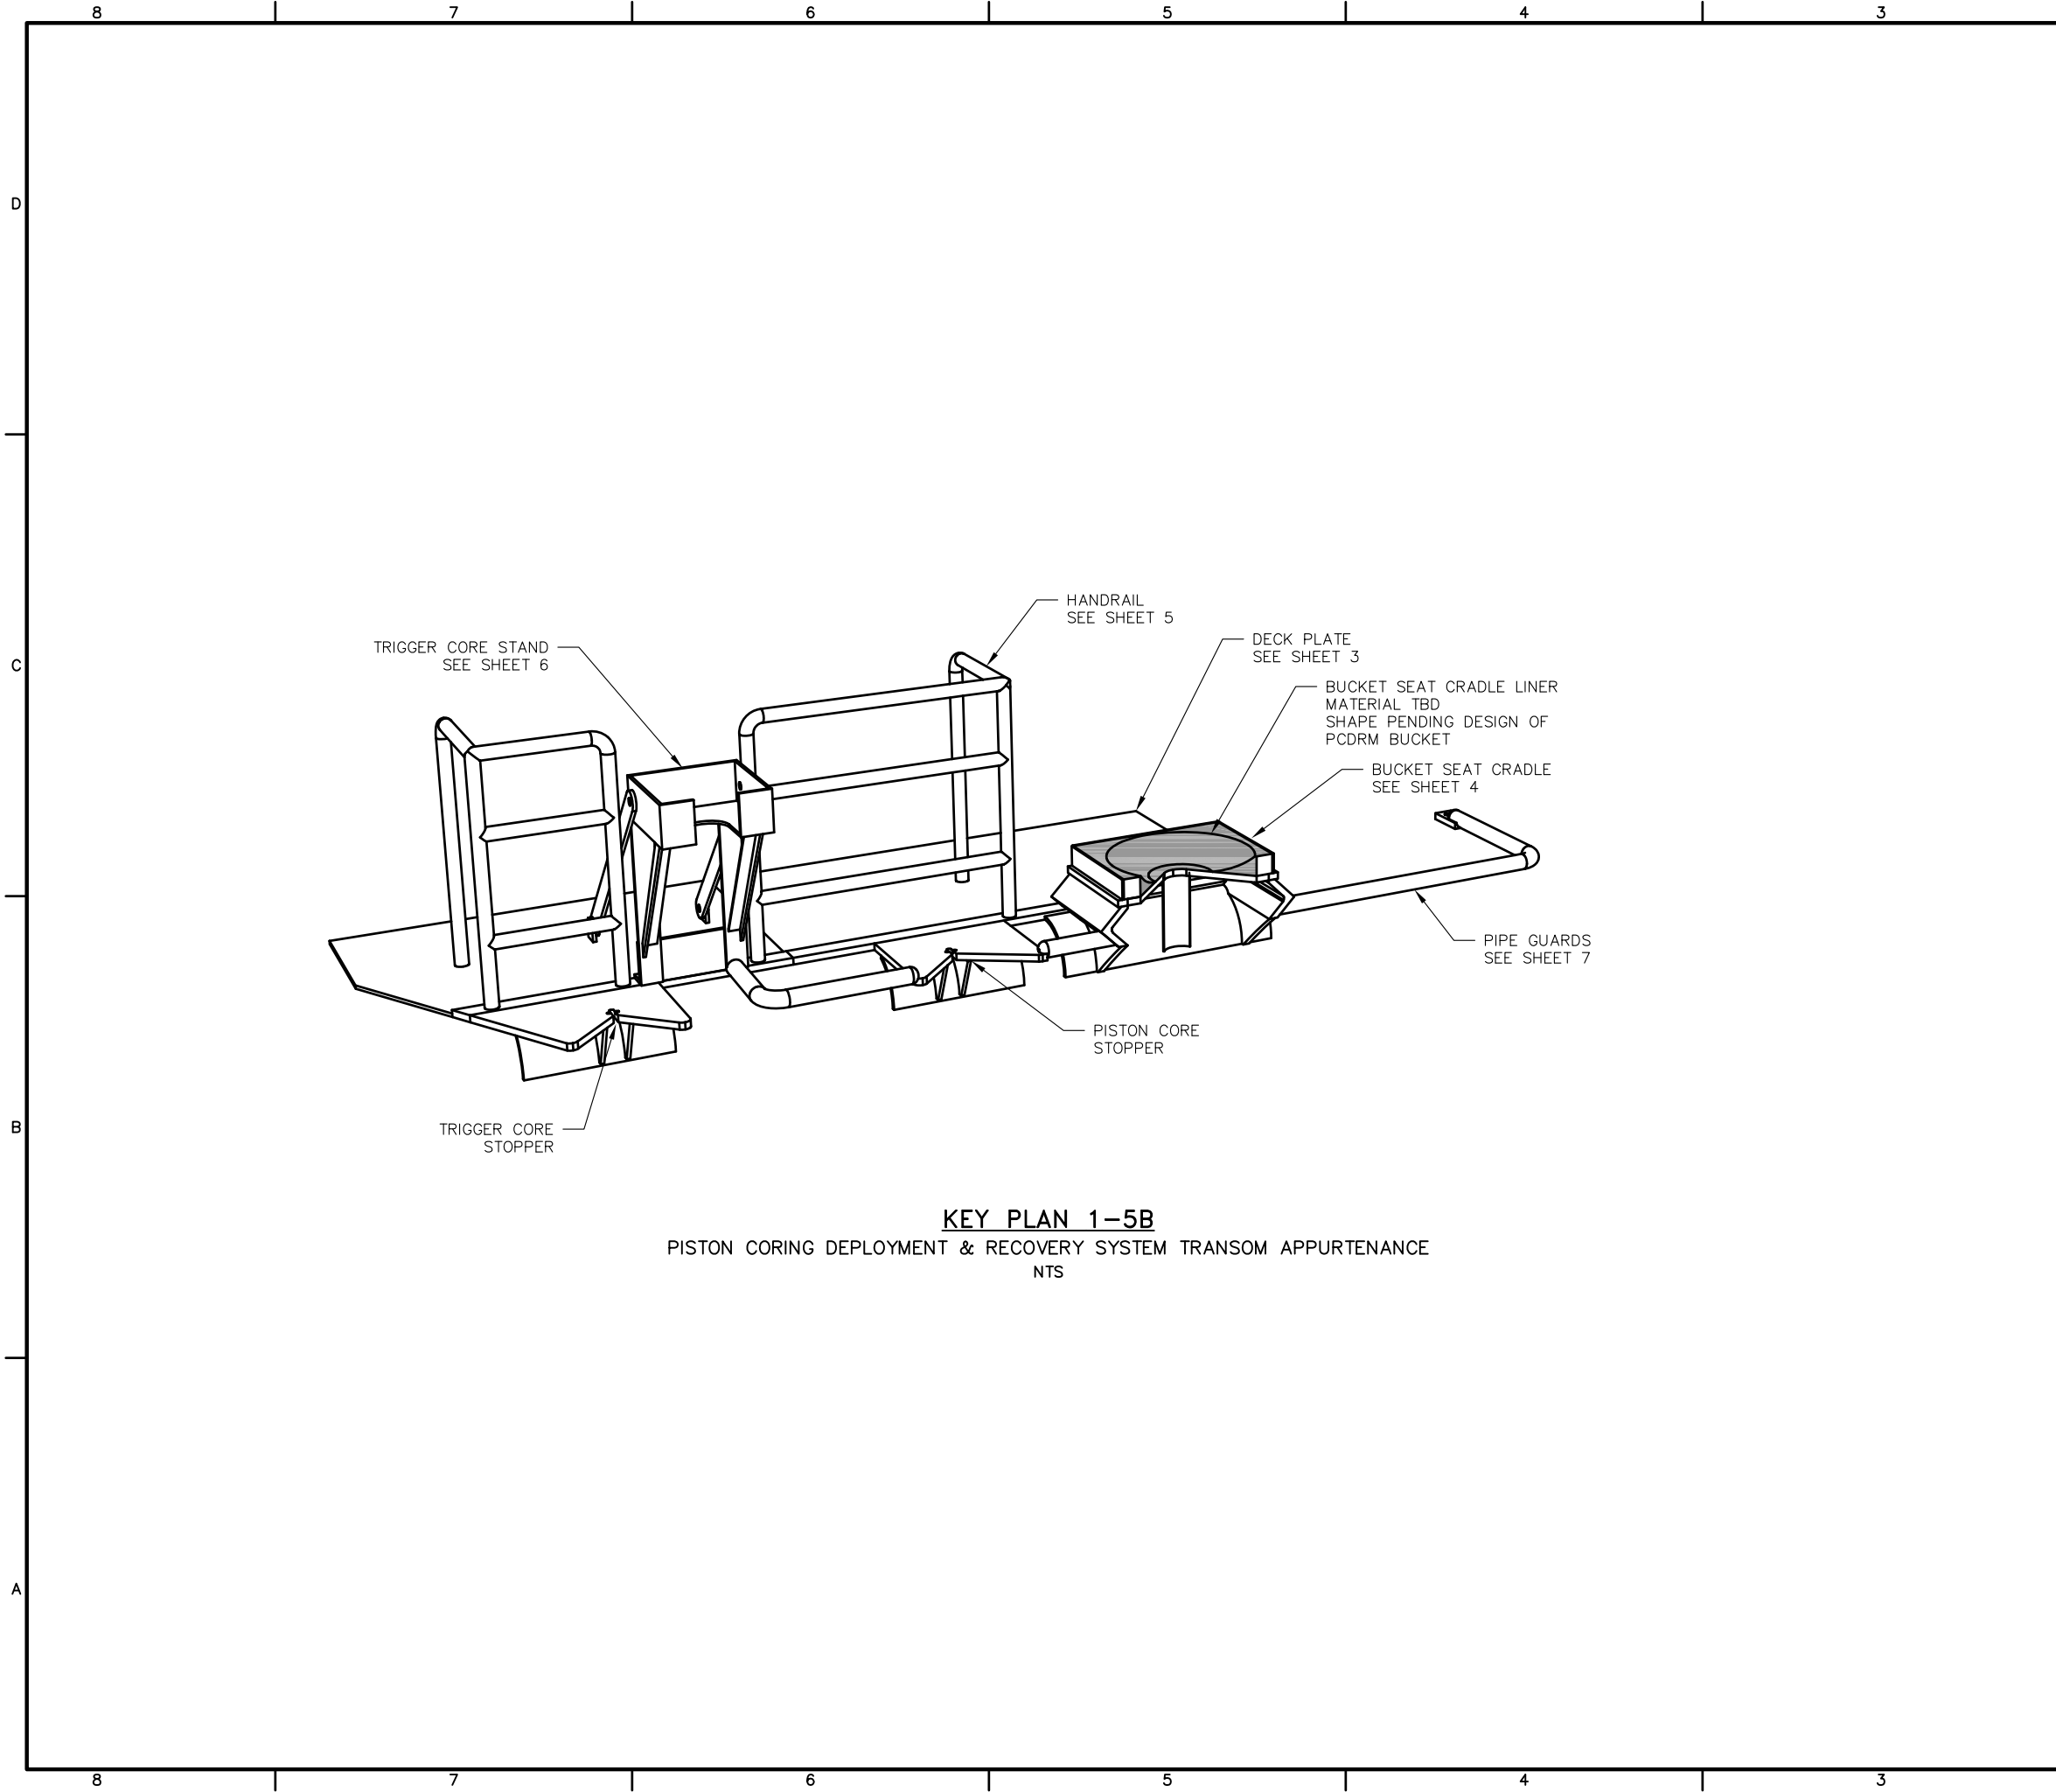 8 7 6 5 4 3
D
HANDRAIL
SEE SHEET 5
DECK PLATE
SEE SHEET 3
TRIGGER CORE STAND
SEE SHEET 6
C
BUCKET SEAT CRADLE LINER
MATERIAL TBD
SHAPE PENDING DESIGN OF
PCDRM BUCKET
BUCKET SEAT CRADLE
SEE SHEET 4
PIPE GUARDS
SEE SHEET 7
PISTON CORE
STOPPER
B
TRIGGER CORE
STOPPER
KEY PLAN 1-5B
PISTON CORING DEPLOYMENT & RECOVERY SYSTEM TRANSOM APPURTENANCE
NTS
A
8 7 6 5 4 3